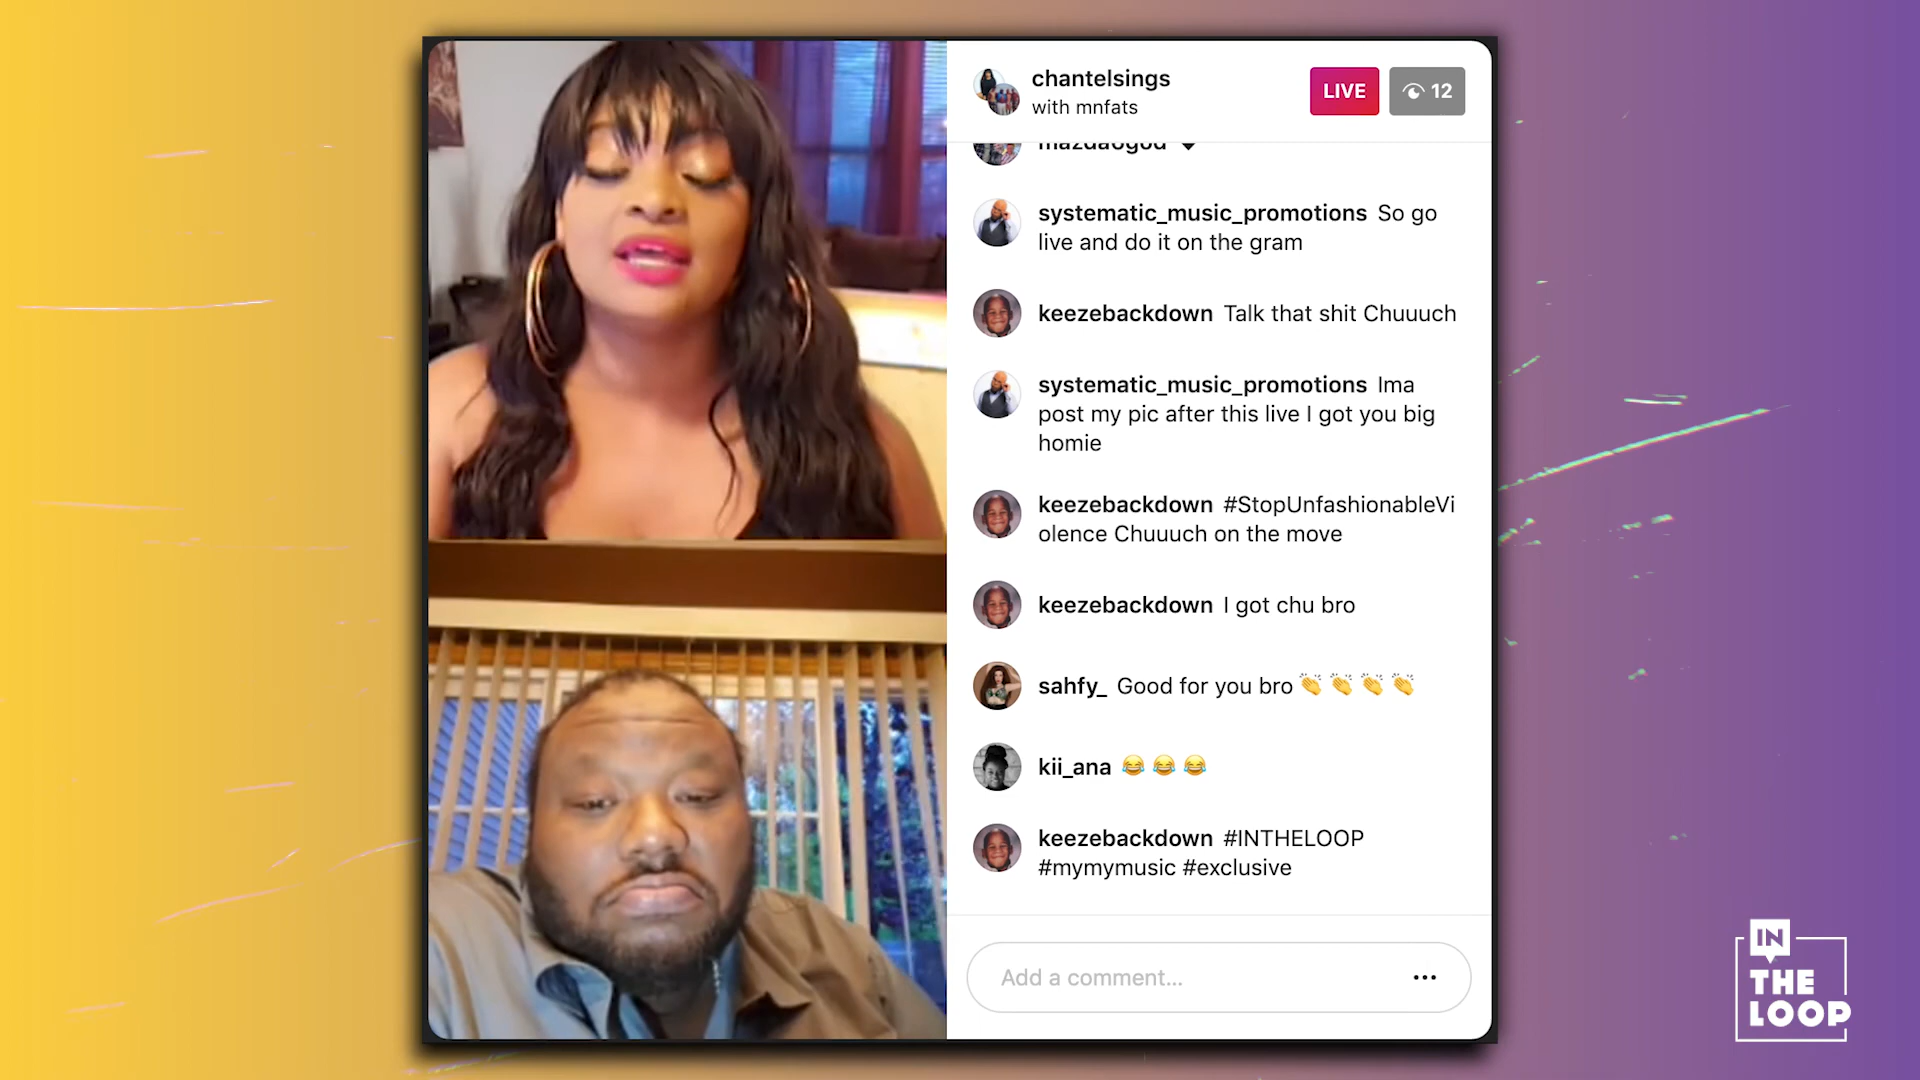 chantelsings
with mnfats
LIVE
12
mazdaogod
systematic_music_promotions So go
live and do it on the gram
keezebackdown Talk that shit Chuuuch
systematic_music_promotions Ima
post my pic after this live I got you big
homie
keezebackdown #StopUnfashionableVi
olence Chuuuch on the move
keezebackdown I got chu bro
sahfy_ Good for you bro 👏 👏 👏 👏
kii_ana 😂 😂 😂
keezebackdown #INTHELOOP
#mymymusic #exclusive
Add a comment...
IN
THE
LOOP